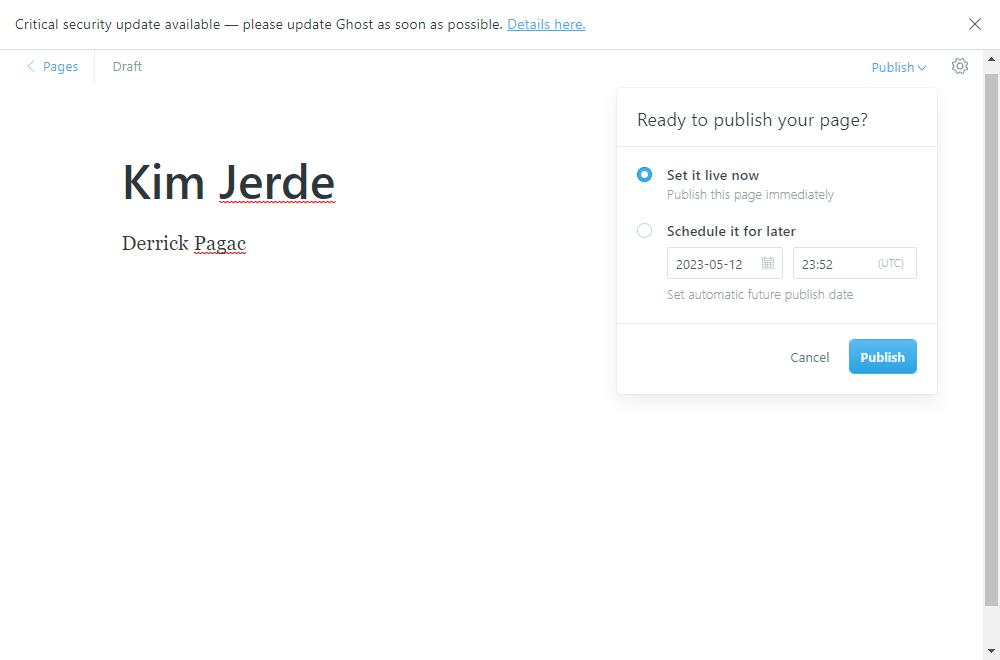 Critical security update available — please update Ghost as soon as possible. Details here.
Pages
Draft
Publish
Ready to publish your page?
Kim Jerde
Set it live now
Publish this page immediately
Schedule it for later
Derrick Pagac
2023-05-12
23:52
(UTC)
Set automatic future publish date
Cancel
Publish